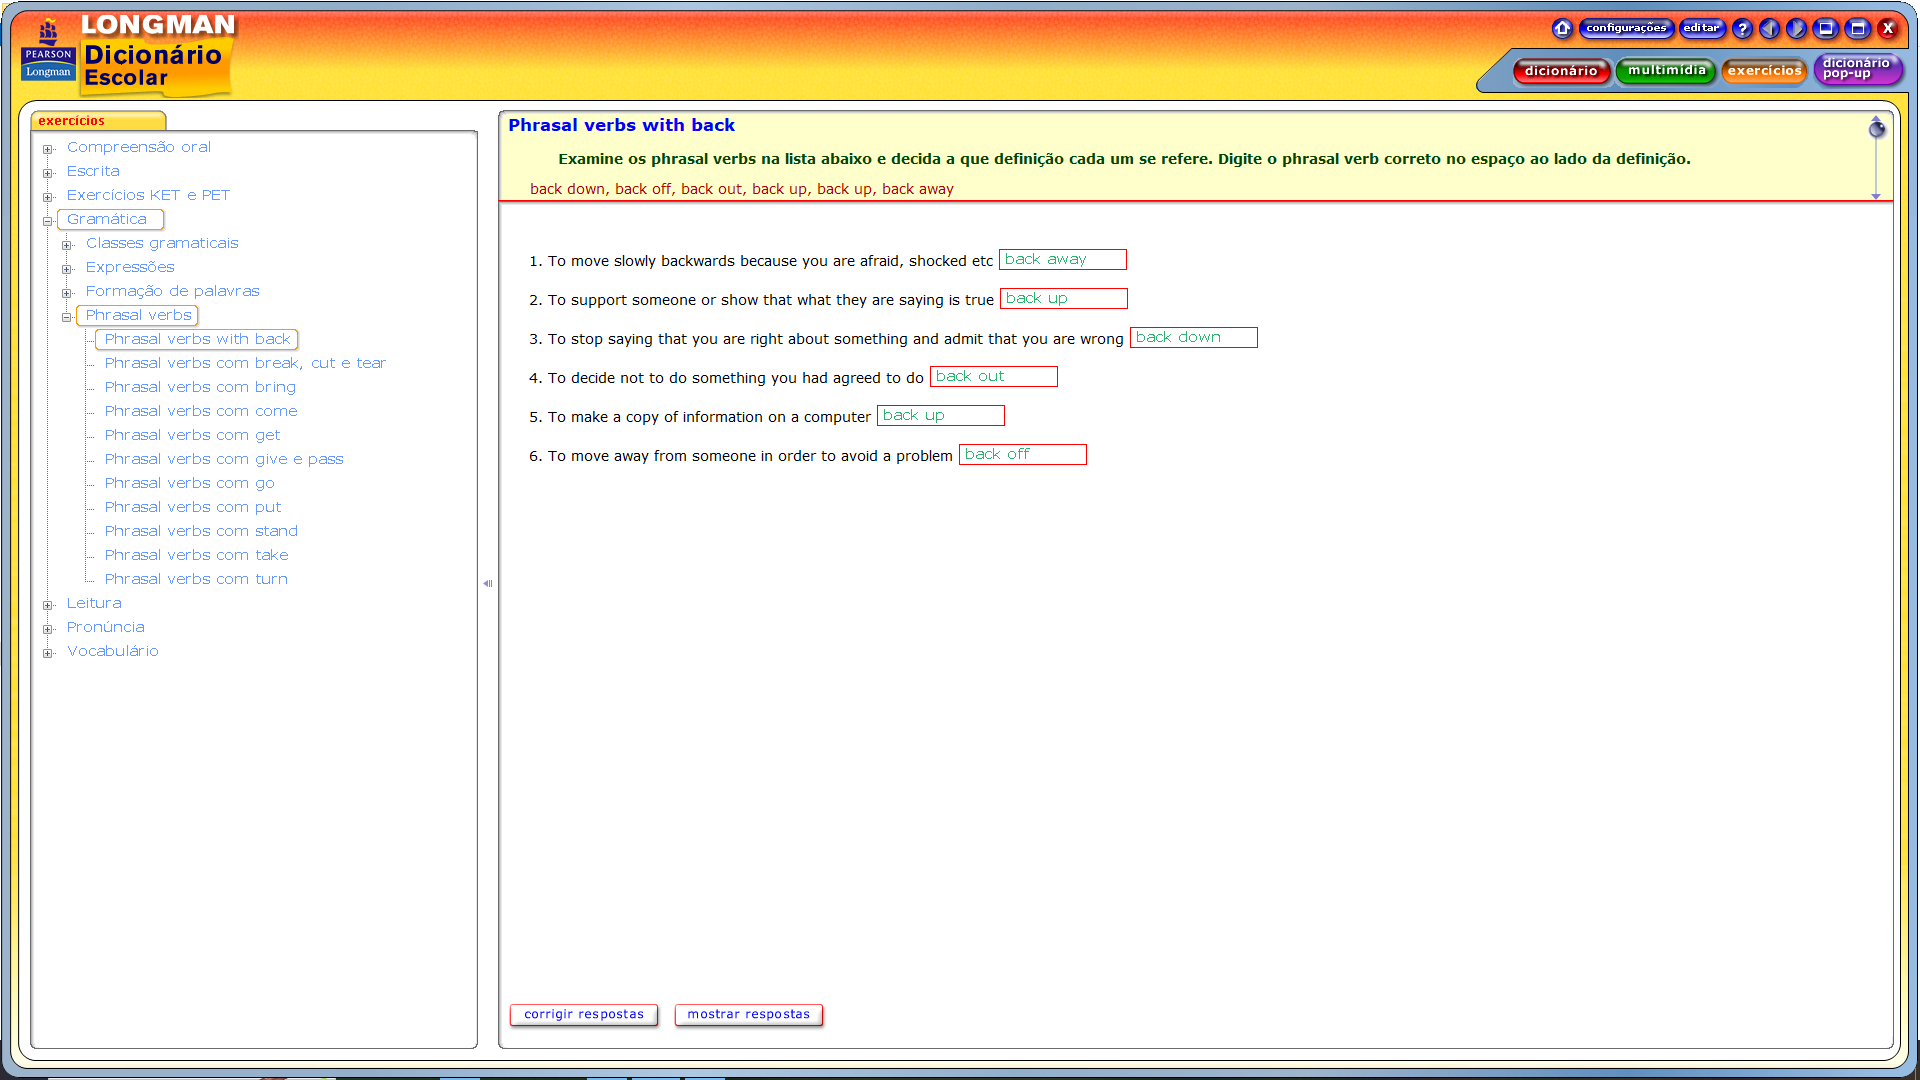 LONGMAN
Dicionário
Escolar
PEARSON
Longman
configurações editar ? X
dicionário multimídia exercícios dicionário pop-up
exercícios
Compreensão oral
Escrita
Exercícios KET e PET
Gramática
Classes gramaticais
Expressões
Formação de palavras
Phrasal verbs
Phrasal verbs with back
Phrasal verbs com break, cut e tear
Phrasal verbs com bring
Phrasal verbs com come
Phrasal verbs com get
Phrasal verbs com give e pass
Phrasal verbs com go
Phrasal verbs com put
Phrasal verbs com stand
Phrasal verbs com take
Phrasal verbs com turn
Leitura
Pronúncia
Vocabulário
Phrasal verbs with back
Examine os phrasal verbs na lista abaixo e decida a que definição cada um se refere. Digite o phrasal verb correto no espaço ao lado da definição.
back down, back off, back out, back up, back up, back away
1. To move slowly backwards because you are afraid, shocked etc back away
2. To support someone or show that what they are saying is true back up
3. To stop saying that you are right about something and admit that you are wrong back down
4. To decide not to do something you had agreed to do back out
5. To make a copy of information on a computer back up
6. To move away from someone in order to avoid a problem back off
corrigir respostas mostrar respostas